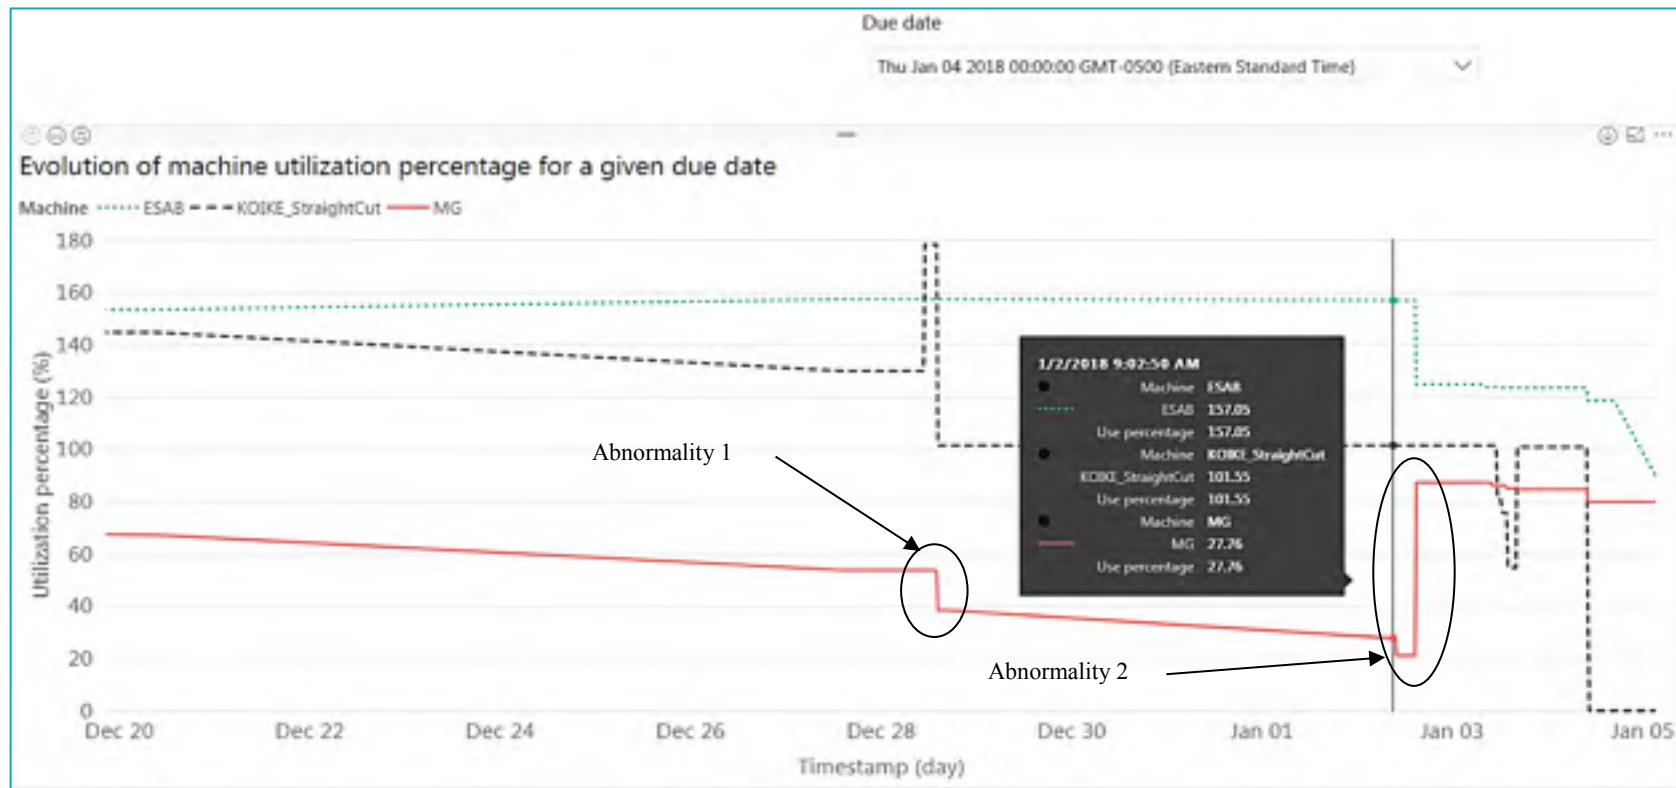 Due date
Thu Jan 04 2018 00:00:00 GMT-0500 (Eastern Standard Time)
Evolution of machine utilization percentage for a given due date
Machine ESAB KOIKE_StraightCut MG
Utilization percentage (%)
180
160
140
120
100
80
60
40
20
0
1/2/2018 9:02:50 AM
Machine ESAB
ESAB 157.05
Use percentage 157.05
Machine KOIKE_StraightCut
KOIKE_StraightCut 101.55
Use percentage 101.55
Machine MG
MG 27.76
Use percentage 27.76
Abnormality 1
Abnormality 2
Dec 20 Dec 22 Dec 24 Dec 26 Dec 28 Dec 30 Jan 01 Jan 03 Jan 05
Timestamp (day)